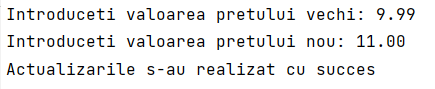 Introduceti valoarea pretului vechi: 9.99
Introduceti valoarea pretului nou: 11.00
Actualizarile s-au realizat cu succes